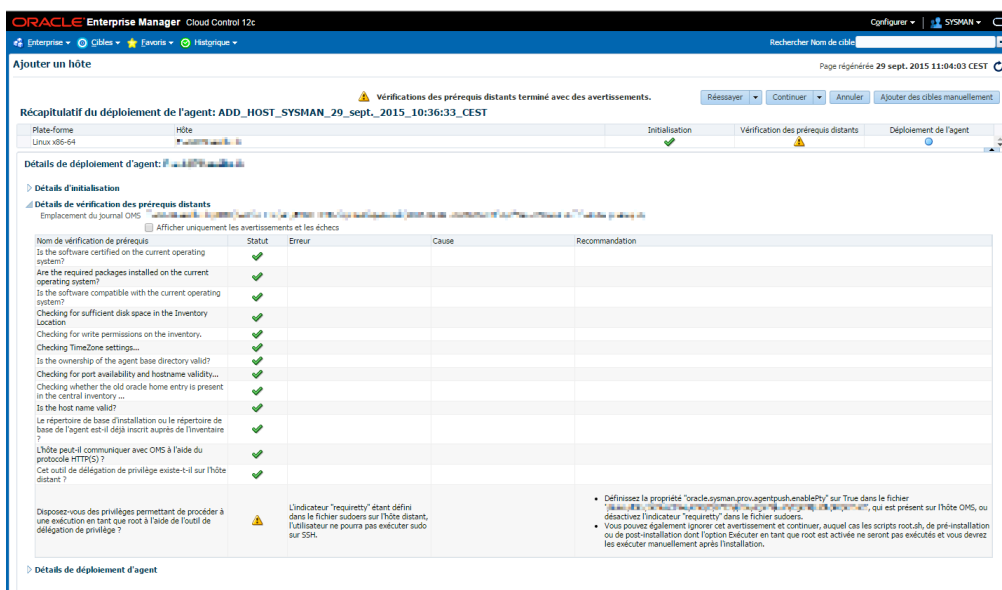 ORACLE Enterprise Manager Cloud Control 12c
Configurer SYSMAN
Enterprise Cibles Favoris Historique
Rechercher Nom de cible
Ajouter un hôte
Page régénérée 29 sept. 2015 11:04:03 CEST
Vérifications des prérequis distants terminé avec des avertissements.
Réessayer Continuer Annuler Ajouter des cibles manuellement
Récapitulatif du déploiement de l'agent: ADD_HOST_SYSMAN_29_sept._2015_10:36:33_CEST
Plate-forme Hôte Initialisation Vérification des prérequis distants Déploiement de l'agent
Linux x86-64
Détails de déploiement d'agent:
Détails d'initialisation
Détails de vérification des prérequis distants
Emplacement du journal OMS
Afficher uniquement les avertissements et les échecs
Nom de vérification de prérequis Statut Erreur Cause Recommandation
Is the software certified on the current operating
system?
Are the required packages installed on the current
operating system?
Is the software compatible with the current operating
system?
Checking for sufficient disk space in the Inventory
Location
Checking for write permissions on the inventory.
Checking TimeZone settings...
Is the ownership of the agent base directory valid?
Checking for port availability and hostname validity...
Checking whether the old oracle home entry is present
in the central inventory ...
Is the host name valid?
Le répertoire de base d'installation ou le répertoire de
base de l'agent est-il déjà inscrit auprès de l'inventaire
?
L'hôte peut-il communiquer avec OMS à l'aide du
protocole HTTP(S) ?
Cet outil de délégation de privilège existe-t-il sur l'hôte
distant ?
Disposez-vous des privilèges permettant de procéder à
une exécution en tant que root à l'aide de l'outil de
délégation de privilège ?
L'indicateur "requiretty" étant défini
dans le fichier sudoers sur l'hôte distant,
l'utilisateur ne pourra pas exécuter sudo
sur SSH.
• Définissez la propriété "oracle.sysman.prov.agentpush.enablePty" sur True dans le fichier
, qui est présent sur l'hôte OMS, ou
désactivez l'indicateur "requiretty" dans le fichier sudoers.
• Vous pouvez également ignorer cet avertissement et continuer, auquel cas les scripts root.sh, de pré-installation
ou de post-installation dont l'option Exécuter en tant que root est activée ne seront pas exécutés et vous devrez
les exécuter manuellement après l'installation.
Détails de déploiement d'agent